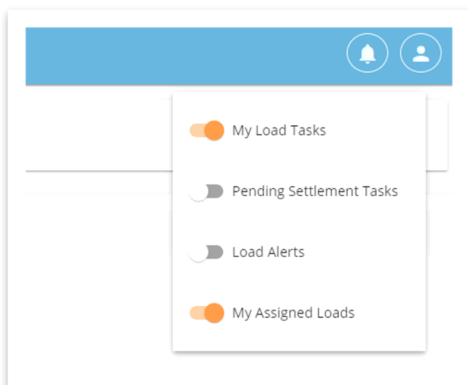 My Load Tasks
Pending Settlement Tasks
Load Alerts
My Assigned Loads